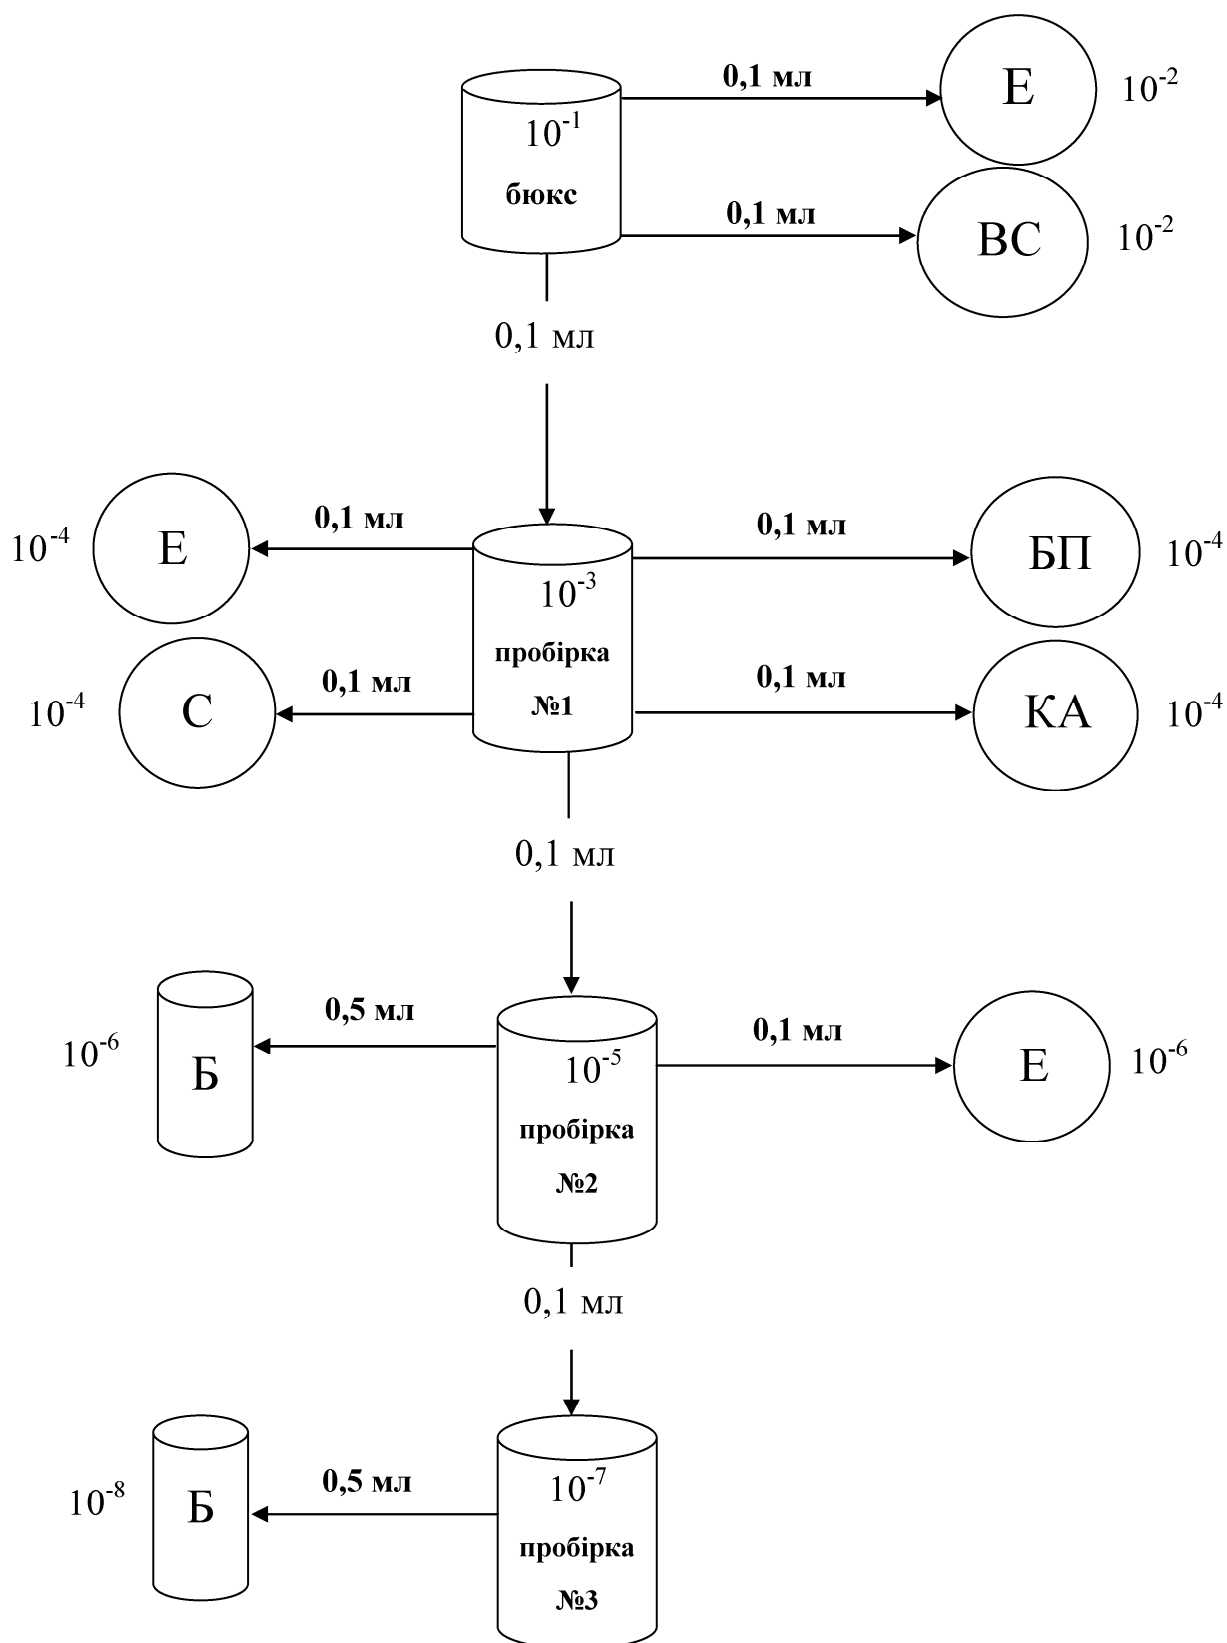 0,1 мл
Е
10⁻²
10⁻¹
бюкс
0,1 мл
ВС
10⁻²
0,1 мл
10⁻⁴
Е
0,1 мл
0,1 мл
БП
10⁻⁴
10⁻³
пробірка
№1
10⁻⁴
С
0,1 мл
0,1 мл
КА
10⁻⁴
0,1 мл
10⁻⁶
Б
0,5 мл
0,1 мл
Е
10⁻⁶
10⁻⁵
пробірка
№2
0,1 мл
10⁻⁸
Б
0,5 мл
10⁻⁷
пробірка
№3